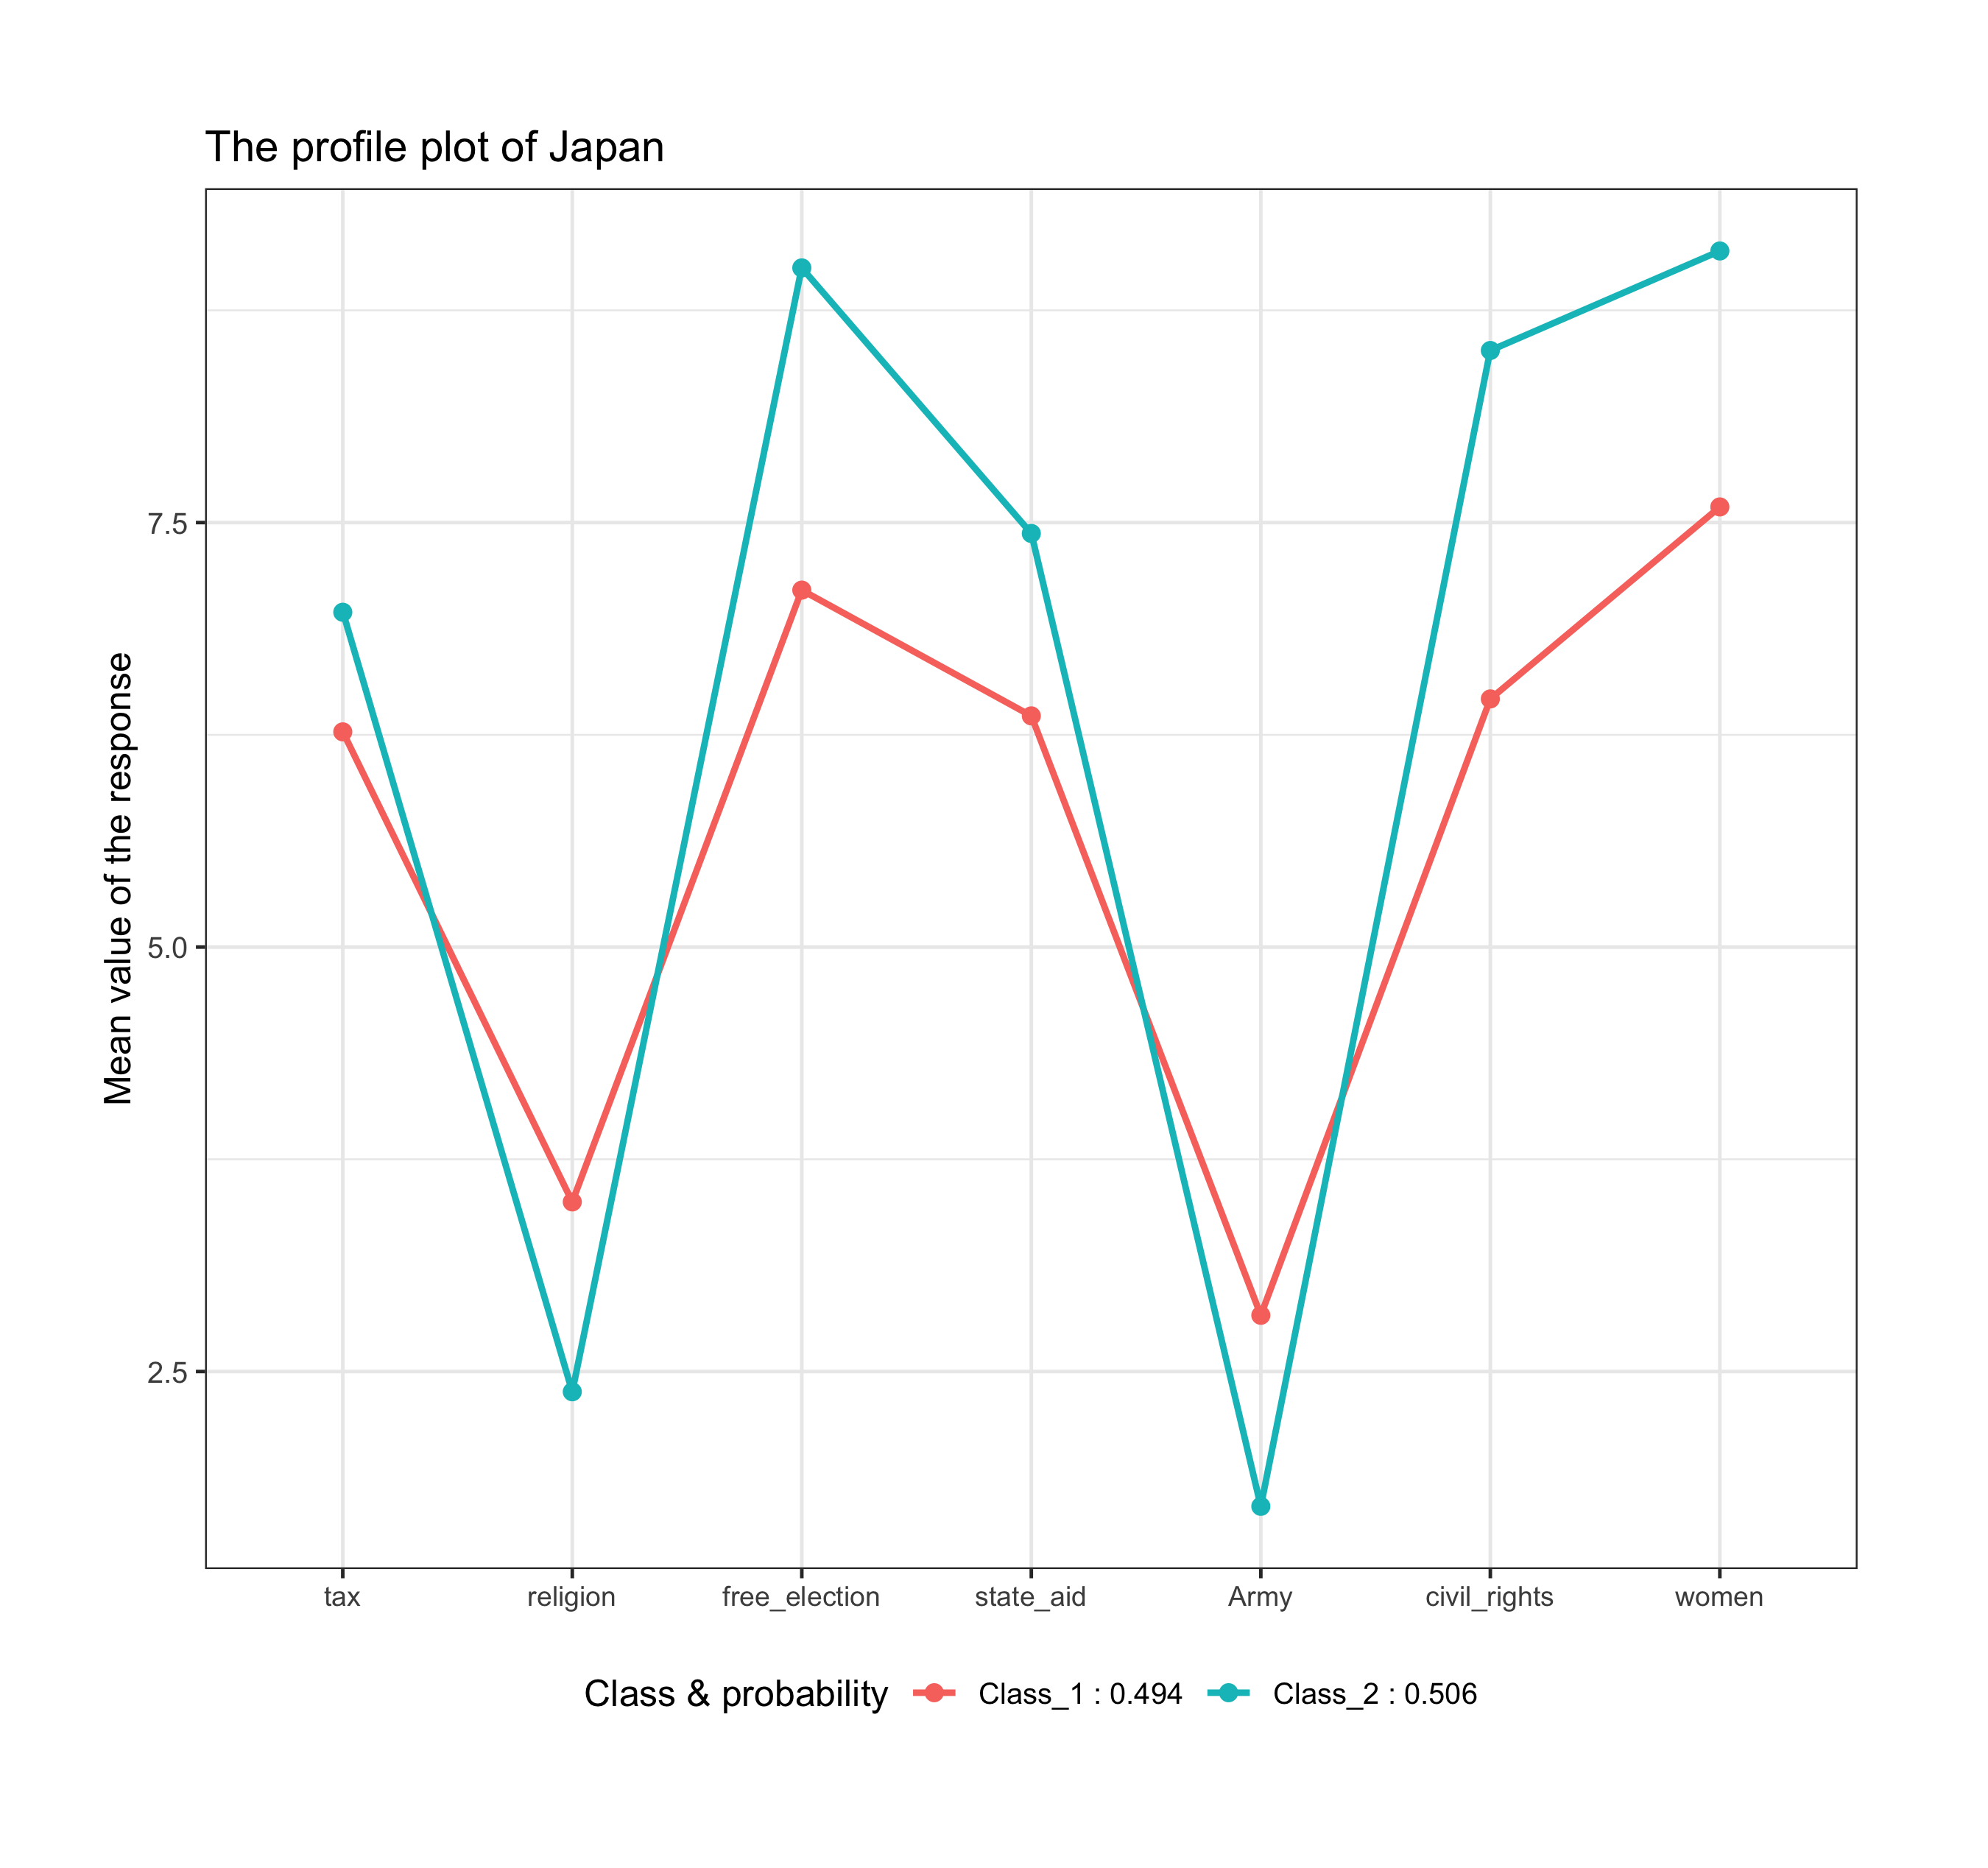 The profile plot of Japan
Mean value of the response
7.5
5.0
2.5
tax religion free_election state_aid Army civil_rights women
Class & probability Class_1 : 0.494 Class_2 : 0.506